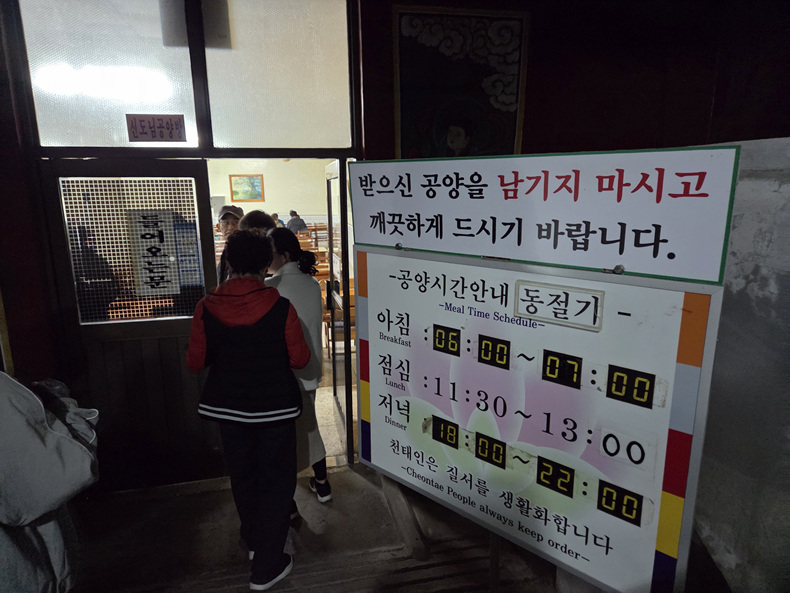 신도님공양방
들어오는문
받으신 공양을 남기지 마시고
깨끗하게 드시기 바랍니다.
-공양시간안내 동절기 -
-Meal Time Schedule-
아침 : 06:00~07:00
Breakfast
점심 : 11:30~13:00
Lunch
저녁 : 18:00~22:00
Dinner
천태인은 질서를 생활화합니다
-Cheontae People always keep order-